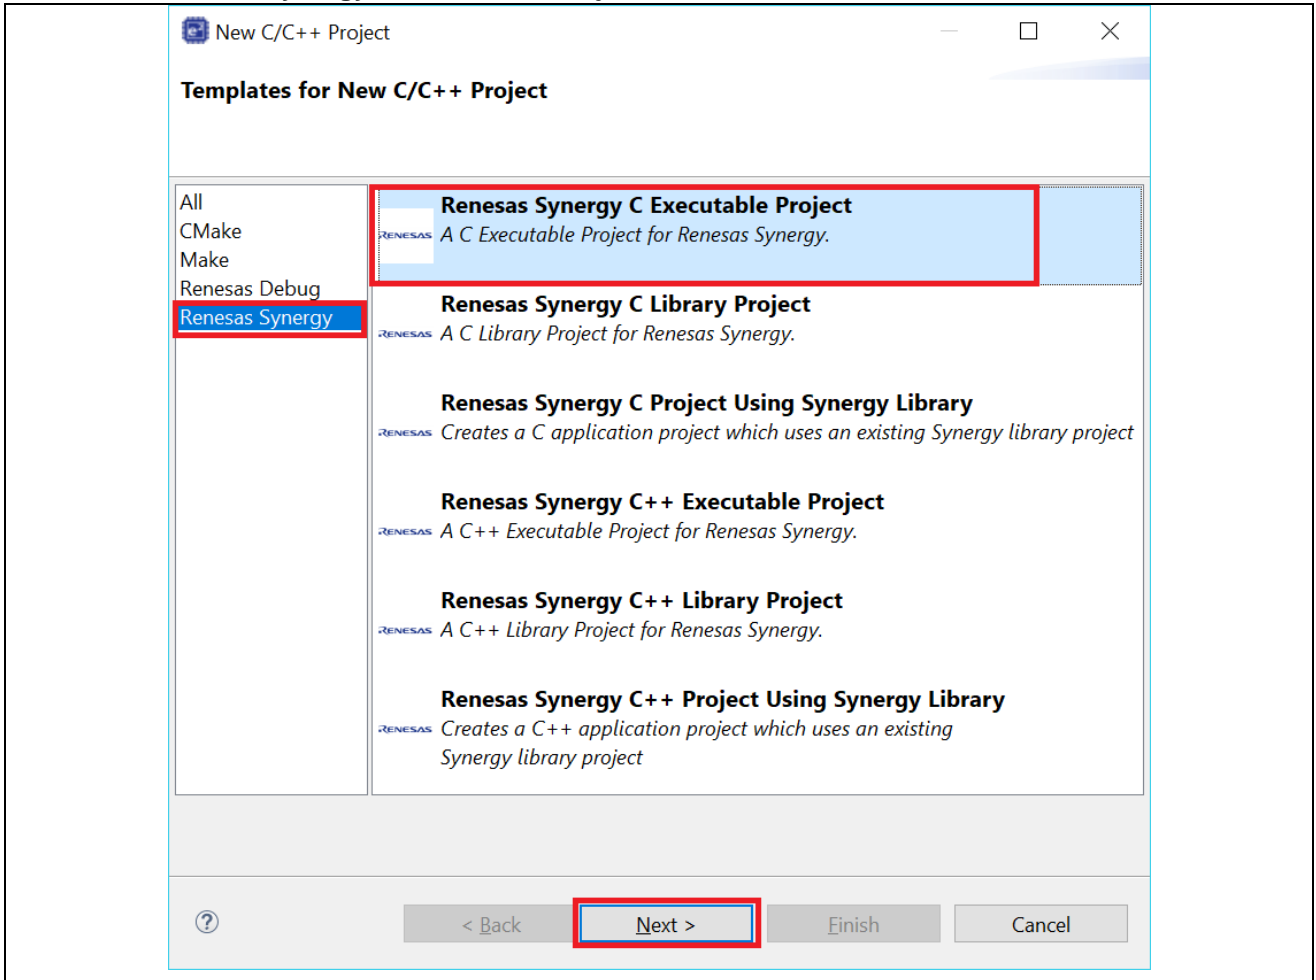 New C/C++ Project
Templates for New C/C++ Project
All
CMake
Make
Renesas Debug
Renesas Synergy
Renesas Synergy C Executable Project
RENESAS A C Executable Project for Renesas Synergy.
Renesas Synergy C Library Project
RENESAS A C Library Project for Renesas Synergy.
Renesas Synergy C Project Using Synergy Library
RENESAS Creates a C application project which uses an existing Synergy library project
Renesas Synergy C++ Executable Project
RENESAS A C++ Executable Project for Renesas Synergy.
Renesas Synergy C++ Library Project
RENESAS A C++ Library Project for Renesas Synergy.
Renesas Synergy C++ Project Using Synergy Library
RENESAS Creates a C++ application project which uses an existing
Synergy library project
? < Back Next > Finish Cancel